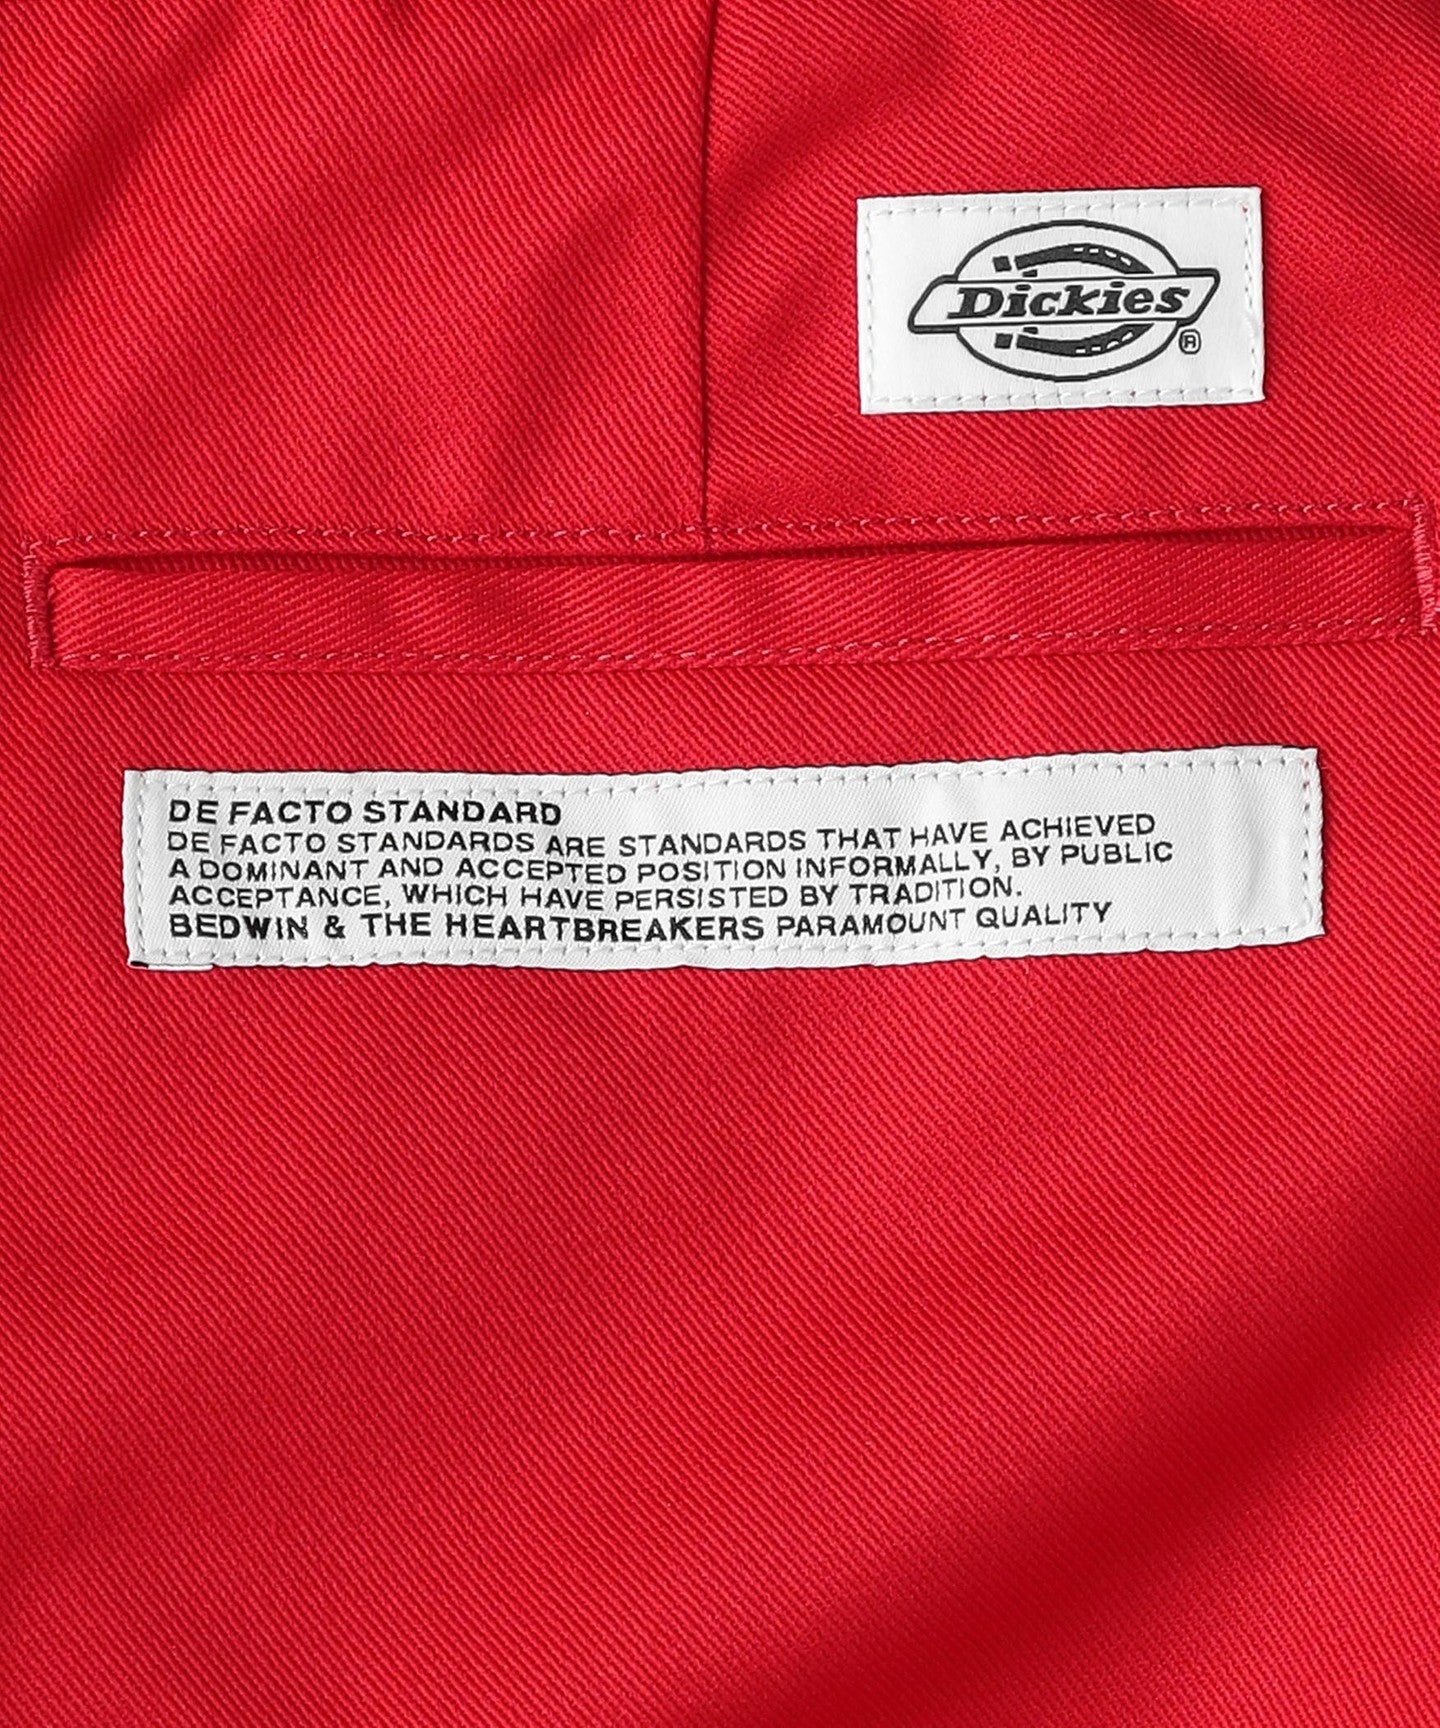 Dickies
®
DE FACTO STANDARD
DE FACTO STANDARDS ARE STANDARDS THAT HAVE ACHIEVED
A DOMINANT AND ACCEPTED POSITION INFORMALLY, BY PUBLIC
ACCEPTANCE, WHICH HAVE PERSISTED BY TRADITION.
BEDWIN & THE HEARTBREAKERS PARAMOUNT QUALITY